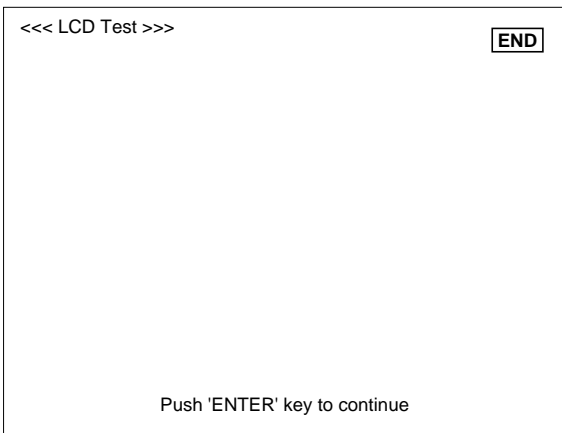 <<< LCD Test >>>
END
Push 'ENTER' key to continue